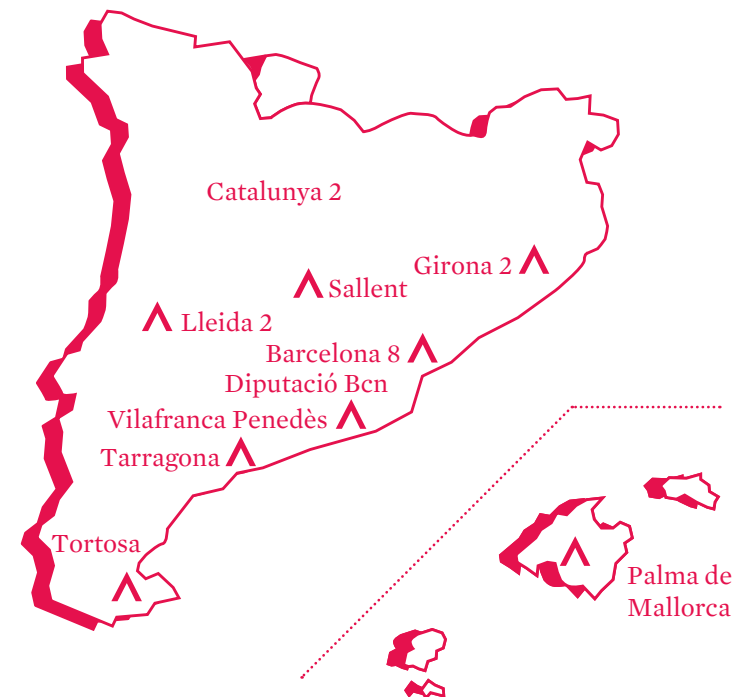 Catalunya 2
Girona 2
Sallent
Lleida 2
Barcelona 8
Diputació Bcn
Vilafranca Penedès
Tarragona
Tortosa
Palma de
Mallorca